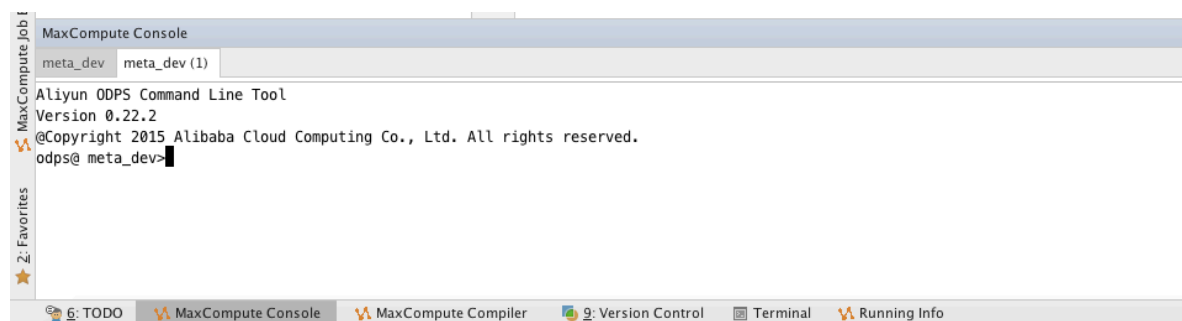 MaxCompute Console
meta_dev meta_dev (1)
Aliyun ODPS Command Line Tool
Version 0.22.2
@Copyright 2015 Alibaba Cloud Computing Co., Ltd. All rights reserved.
odps@ meta_dev>
MaxCompute Job
2: Favorites
6: TODO MaxCompute Console MaxCompute Compiler 9: Version Control Terminal Running Info